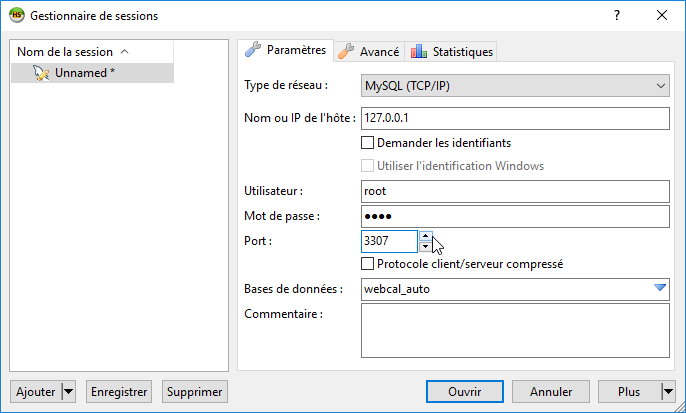 Gestionnaire de sessions
Nom de la session
Unnamed *
Paramètres
Avancé
Statistiques
Type de réseau :
MySQL (TCP/IP)
Nom ou IP de l'hôte :
127.0.0.1
Demander les identifiants
Utiliser l'identification Windows
Utilisateur :
root
Mot de passe :
●●●●
Port :
3307
Protocole client/serveur compressé
Bases de données :
webcal_auto
Commentaire :
Ajouter
Enregistrer
Supprimer
Ouvrir
Annuler
Plus